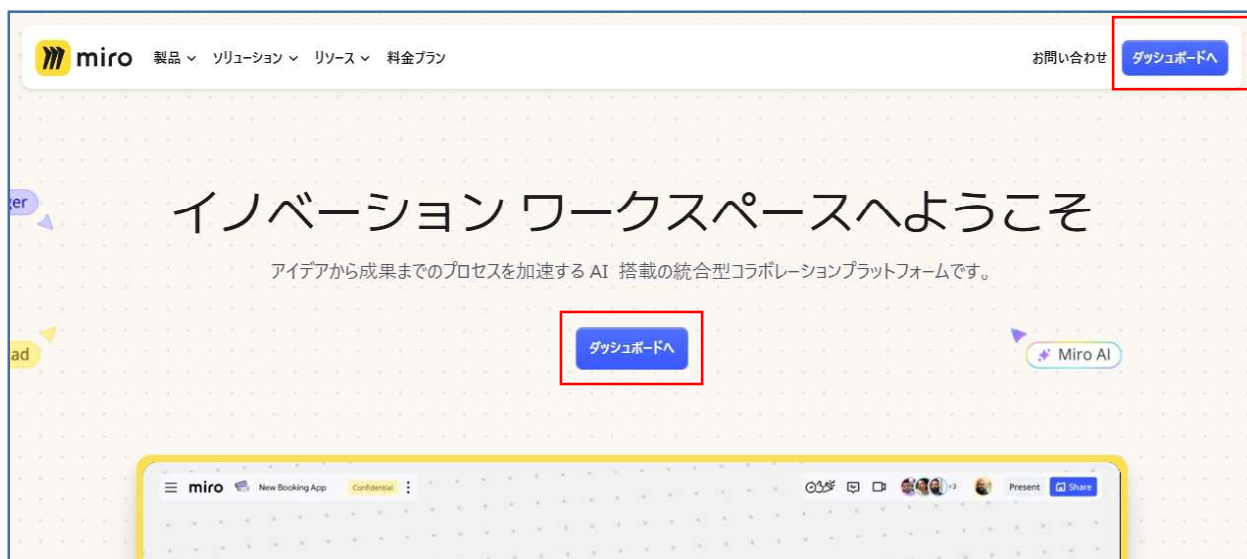 miro 製品 ソリューション リソース 料金プラン お問い合わせ ダッシュボードへ
イノベーション ワークスペースへようこそ
アイデアから成果までのプロセスを加速する AI 搭載の統合型コラボレーションプラットフォームです。
ダッシュボードへ
ad
Miro AI
miro New Booking App Confidential +3 Present Share